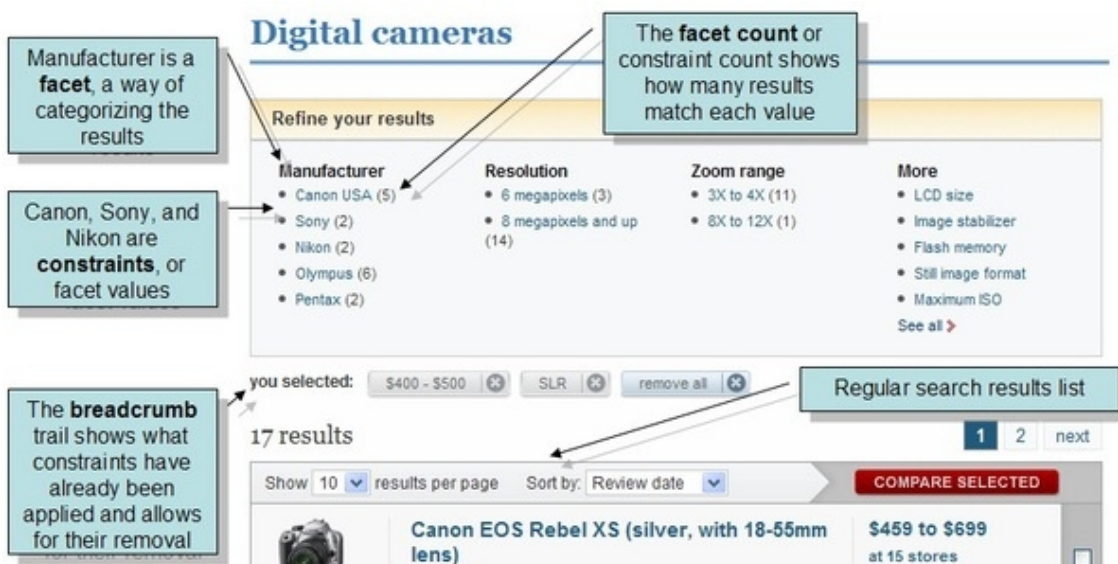 Digital cameras
Manufacturer is a
facet, a way of
categorizing the
results
The facet count or
constraint count shows
how many results
match each value
Refine your results
Manufacturer
Canon USA (5)
Sony (2)
Nikon (2)
Olympus (6)
Pentax (2)
Resolution
6 megapixels (3)
8 megapixels and up
(14)
Zoom range
3X to 4X (11)
8X to 12X (1)
More
LCD size
Image stabilizer
Flash memory
Still image format
Maximum ISO
See all
Canon, Sony, and
Nikon are
constraints, or
facet values
The breadcrumb
trail shows what
constraints have
already been
applied and allows
for their removal
you selected: $400 - $500 SLR remove all
Regular search results list
17 results
1 2 next
Show 10 results per page Sort by: Review date
COMPARE SELECTED
Canon EOS Rebel XS (silver, with 18-55mm
lens)
$459 to $699
at 15 stores